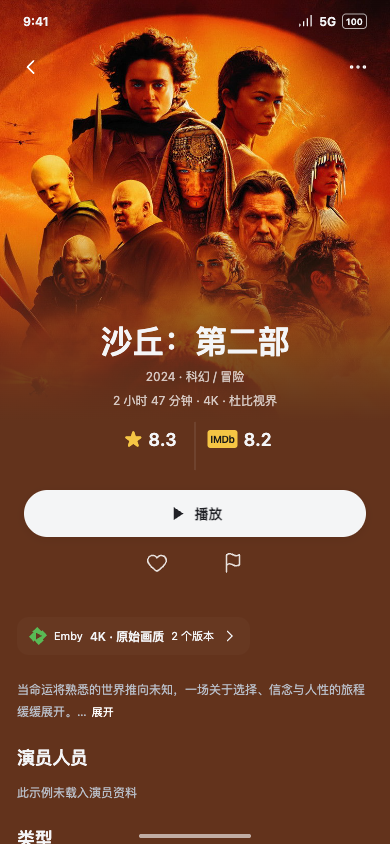 9:41 5G 100
沙丘：第二部
2024 · 科幻 / 冒险
2 小时 47 分钟 · 4K · 杜比视界
8.3 IMDb 8.2
播放
Emby 4K · 原始画质 2 个版本
当命运将熟悉的世界推向未知，一场关于选择、信念与人性的旅程
缓缓展开。... 展开
演员人员
此示例未载入演员资料
类型